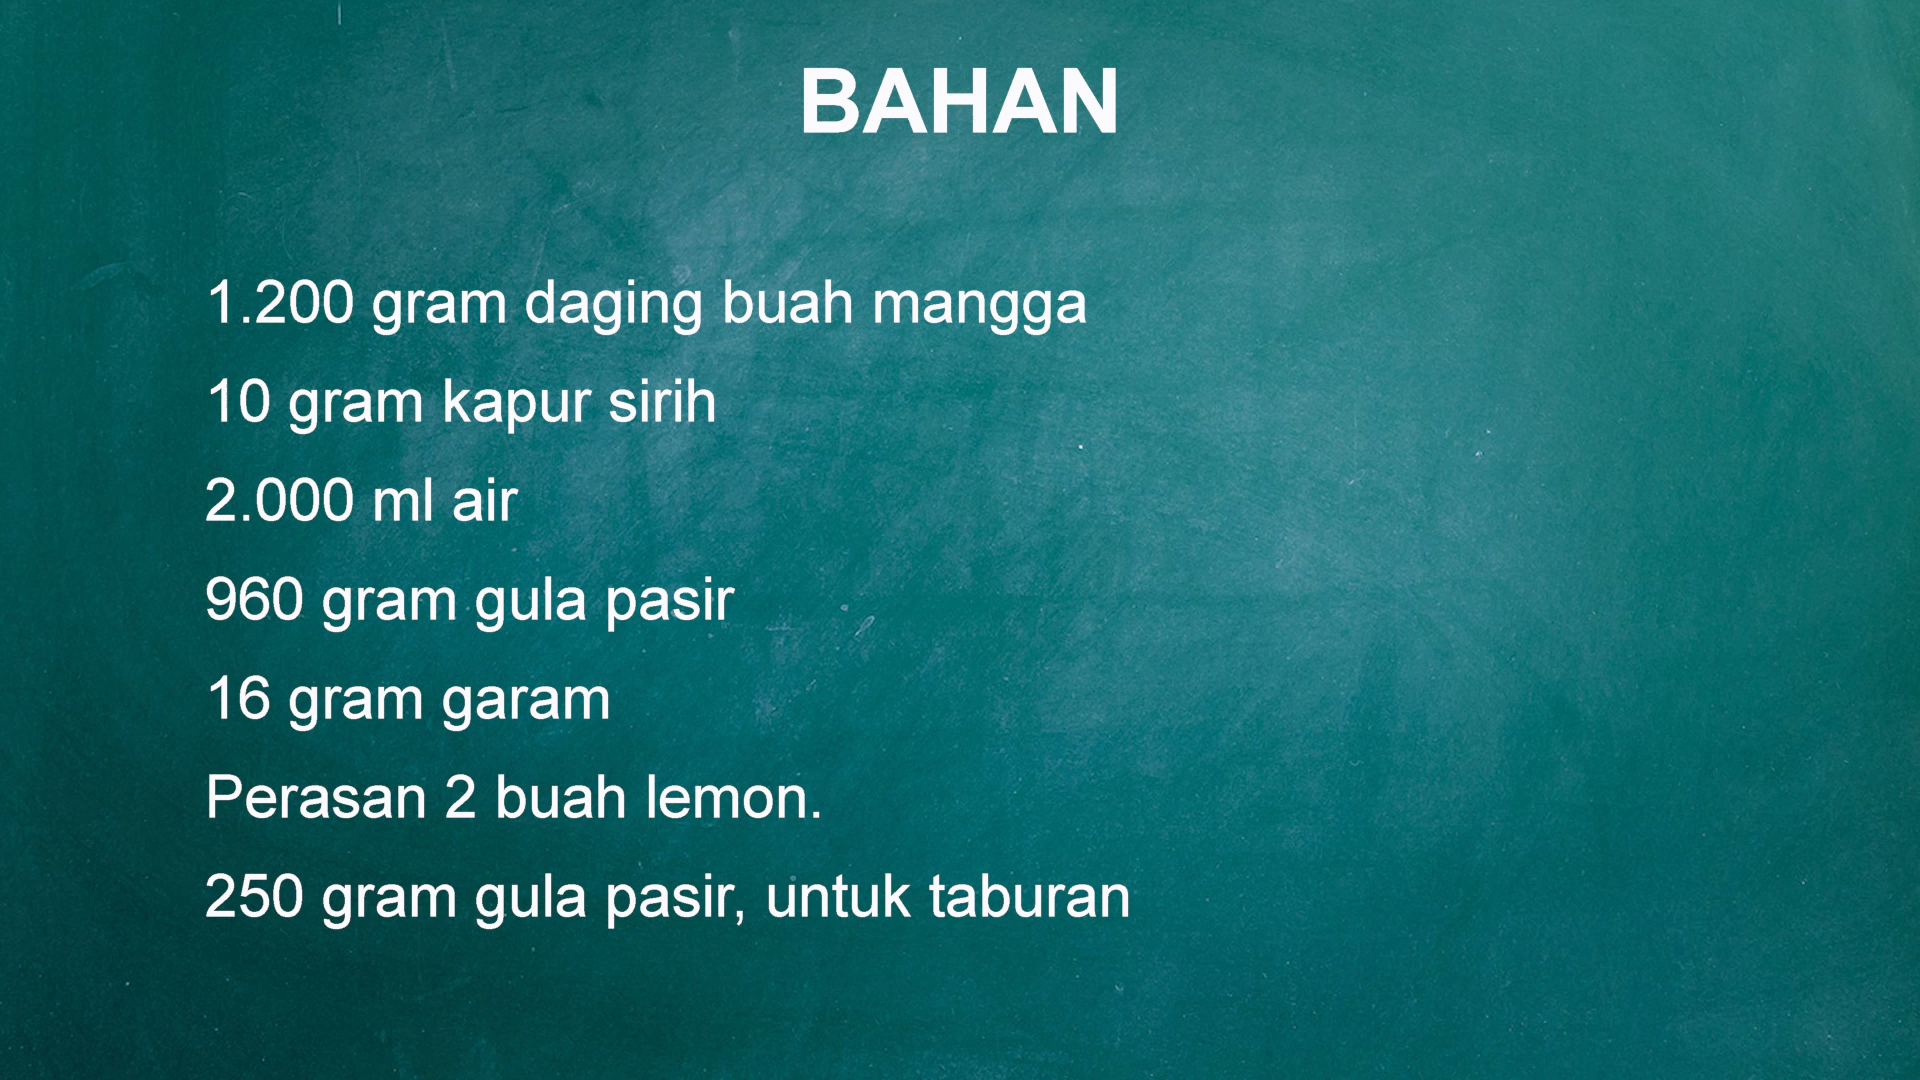 BAHAN
1.200 gram daging buah mangga
10 gram kapur sirih
2.000 ml air
960 gram gula pasir
16 gram garam
Perasan 2 buah lemon.
250 gram gula pasir, untuk taburan